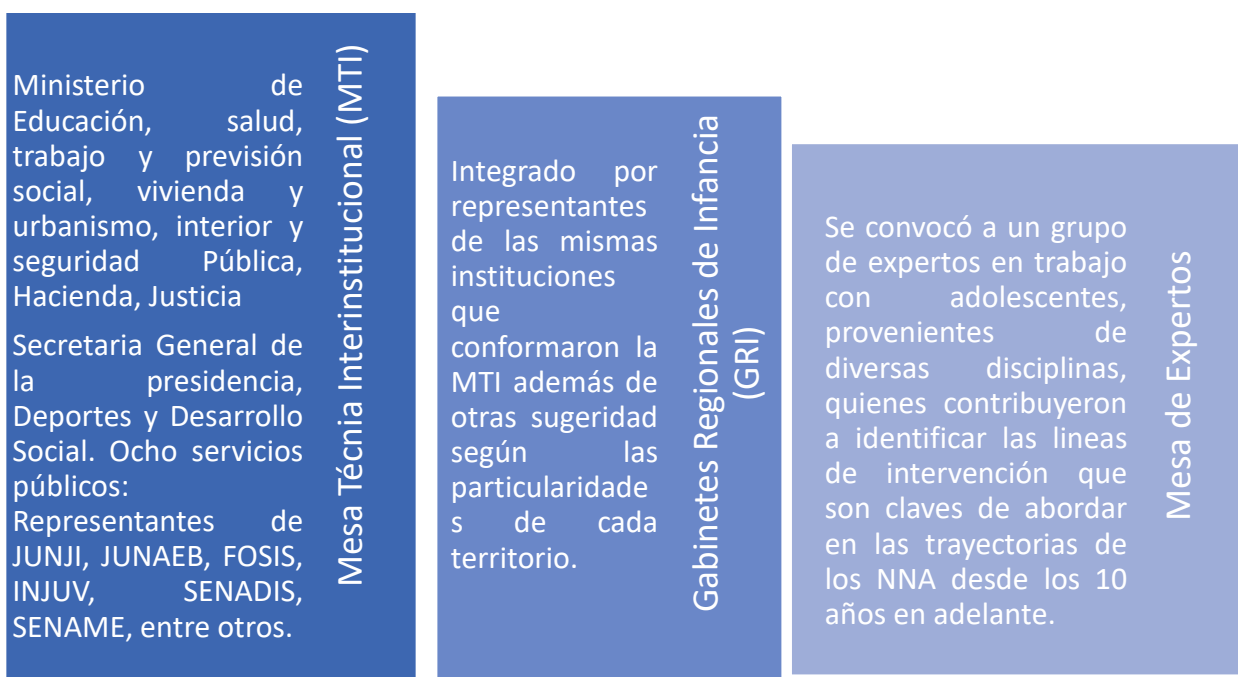 Ministerio de
Educación, salud,
trabajo y previsión
social, vivienda y
urbanismo, interior y
seguridad Pública,
Hacienda, Justicia
Secretaria General de
la presidencia,
Deportes y Desarrollo
Social. Ocho servicios
públicos:
Representantes de
JUNJI, JUNAEB, FOSIS,
INJUV, SENADIS,
SENAME, entre otros.
Mesa Técnia Interinstitucional (MTI)
Integrado por
representantes
de las mismas
instituciones
que
conformaron la
MTI además de
otras sugeridad
según las
particularidade
s de cada
territorio.
Gabinetes Regionales de Infancia
(GRI)
Se convocó a un grupo
de expertos en trabajo
con adolescentes,
provenientes de
diversas disciplinas,
quienes contribuyeron
a identificar las lineas
de intervención que
son claves de abordar
en las trayectorias de
los NNA desde los 10
años en adelante.
Mesa de Expertos